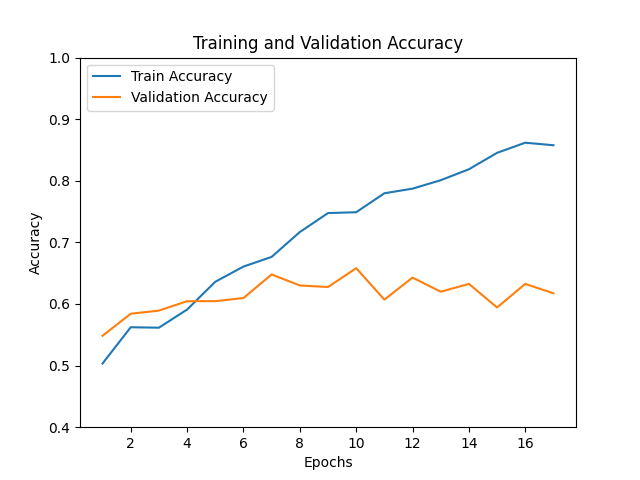 Training and Validation Accuracy
Train Accuracy
Validation Accuracy
1.0
0.9
0.8
0.7
0.6
0.5
0.4
Accuracy
2 4 6 8 10 12 14 16
Epochs